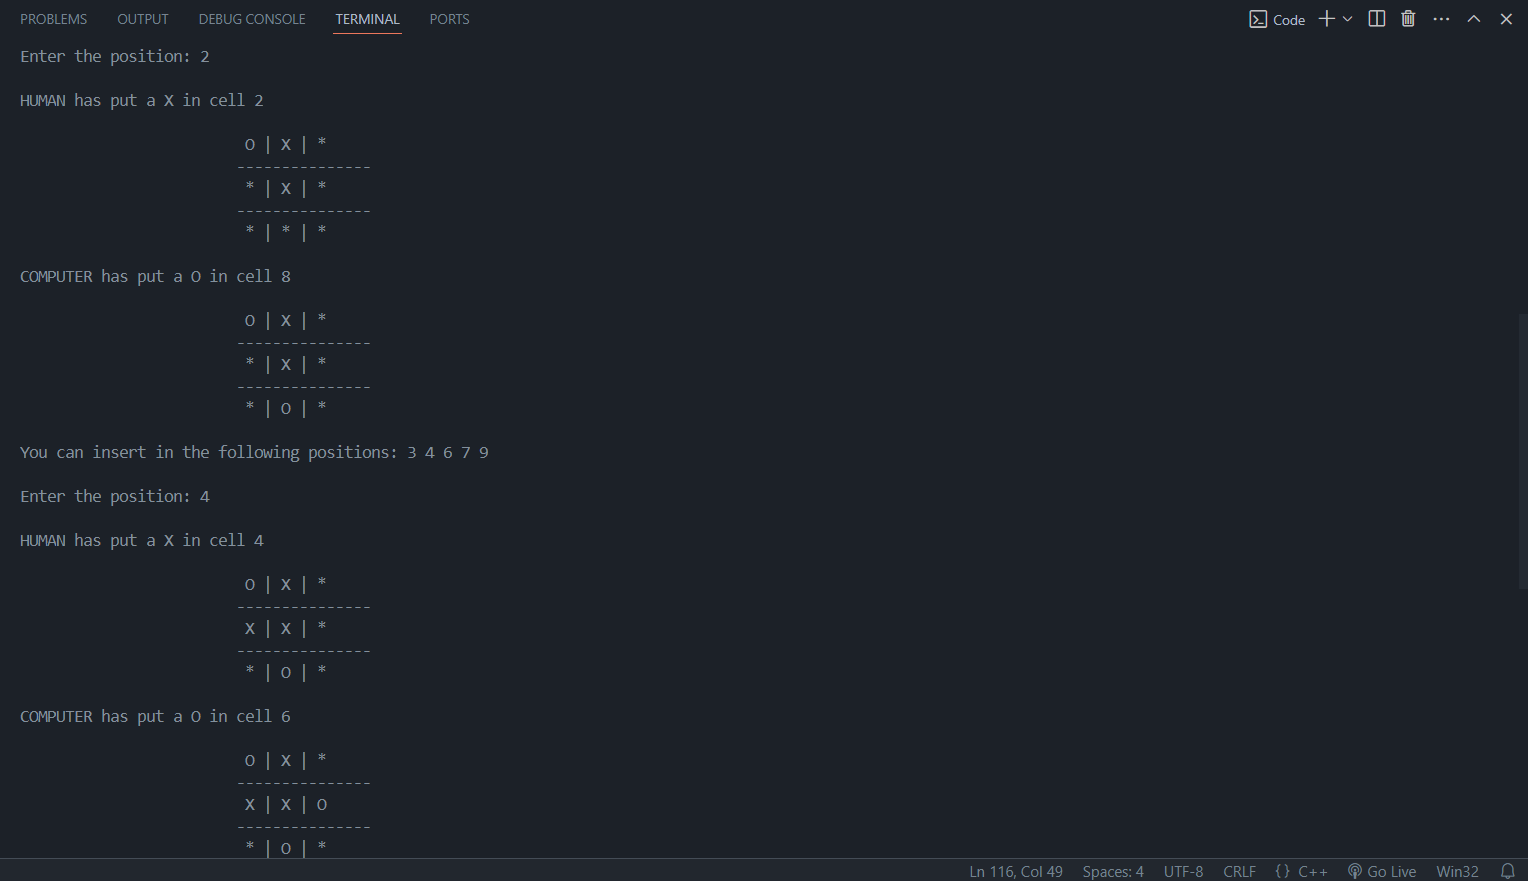 PROBLEMS OUTPUT DEBUG CONSOLE TERMINAL PORTS Code
Enter the position: 2
HUMAN has put a X in cell 2
O | X | *
---------------
* | X | *
---------------
* | * | *
COMPUTER has put a O in cell 8
O | X | *
---------------
* | X | *
---------------
* | O | *
You can insert in the following positions: 3 4 6 7 9
Enter the position: 4
HUMAN has put a X in cell 4
O | X | *
---------------
X | X | *
---------------
* | O | *
COMPUTER has put a O in cell 6
O | X | *
---------------
X | X | O
---------------
* | O | *
Ln 116, Col 49 Spaces: 4 UTF-8 CRLF {} C++ Go Live Win32